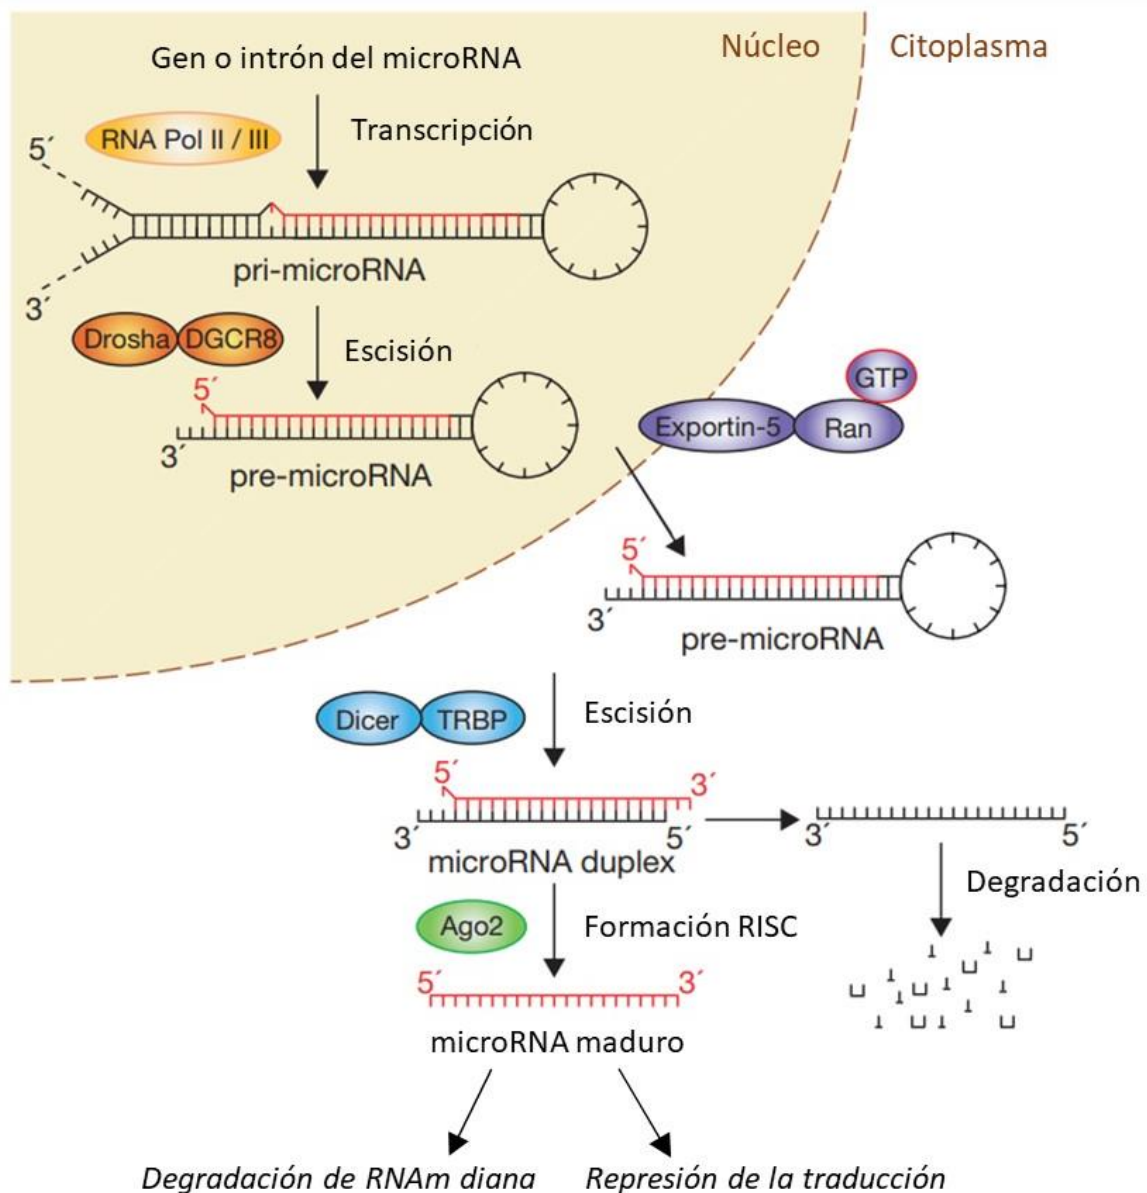 Núcleo
Citoplasma
Gen o intrón del microRNA
RNA Pol II / III
Transcripción
5´
pri-microRNA
3´
Drosha
DGCR8
Escisión
5´
3´
pre-microRNA
GTP
Exportin-5
Ran
5´
3´
pre-microRNA
Dicer
TRBP
Escisión
5´
3´
3´
5´
microRNA duplex
3´
5´
Degradación
Ago2
Formación RISC
5´
3´
microRNA maduro
Degradación de RNAm diana
Represión de la traducción